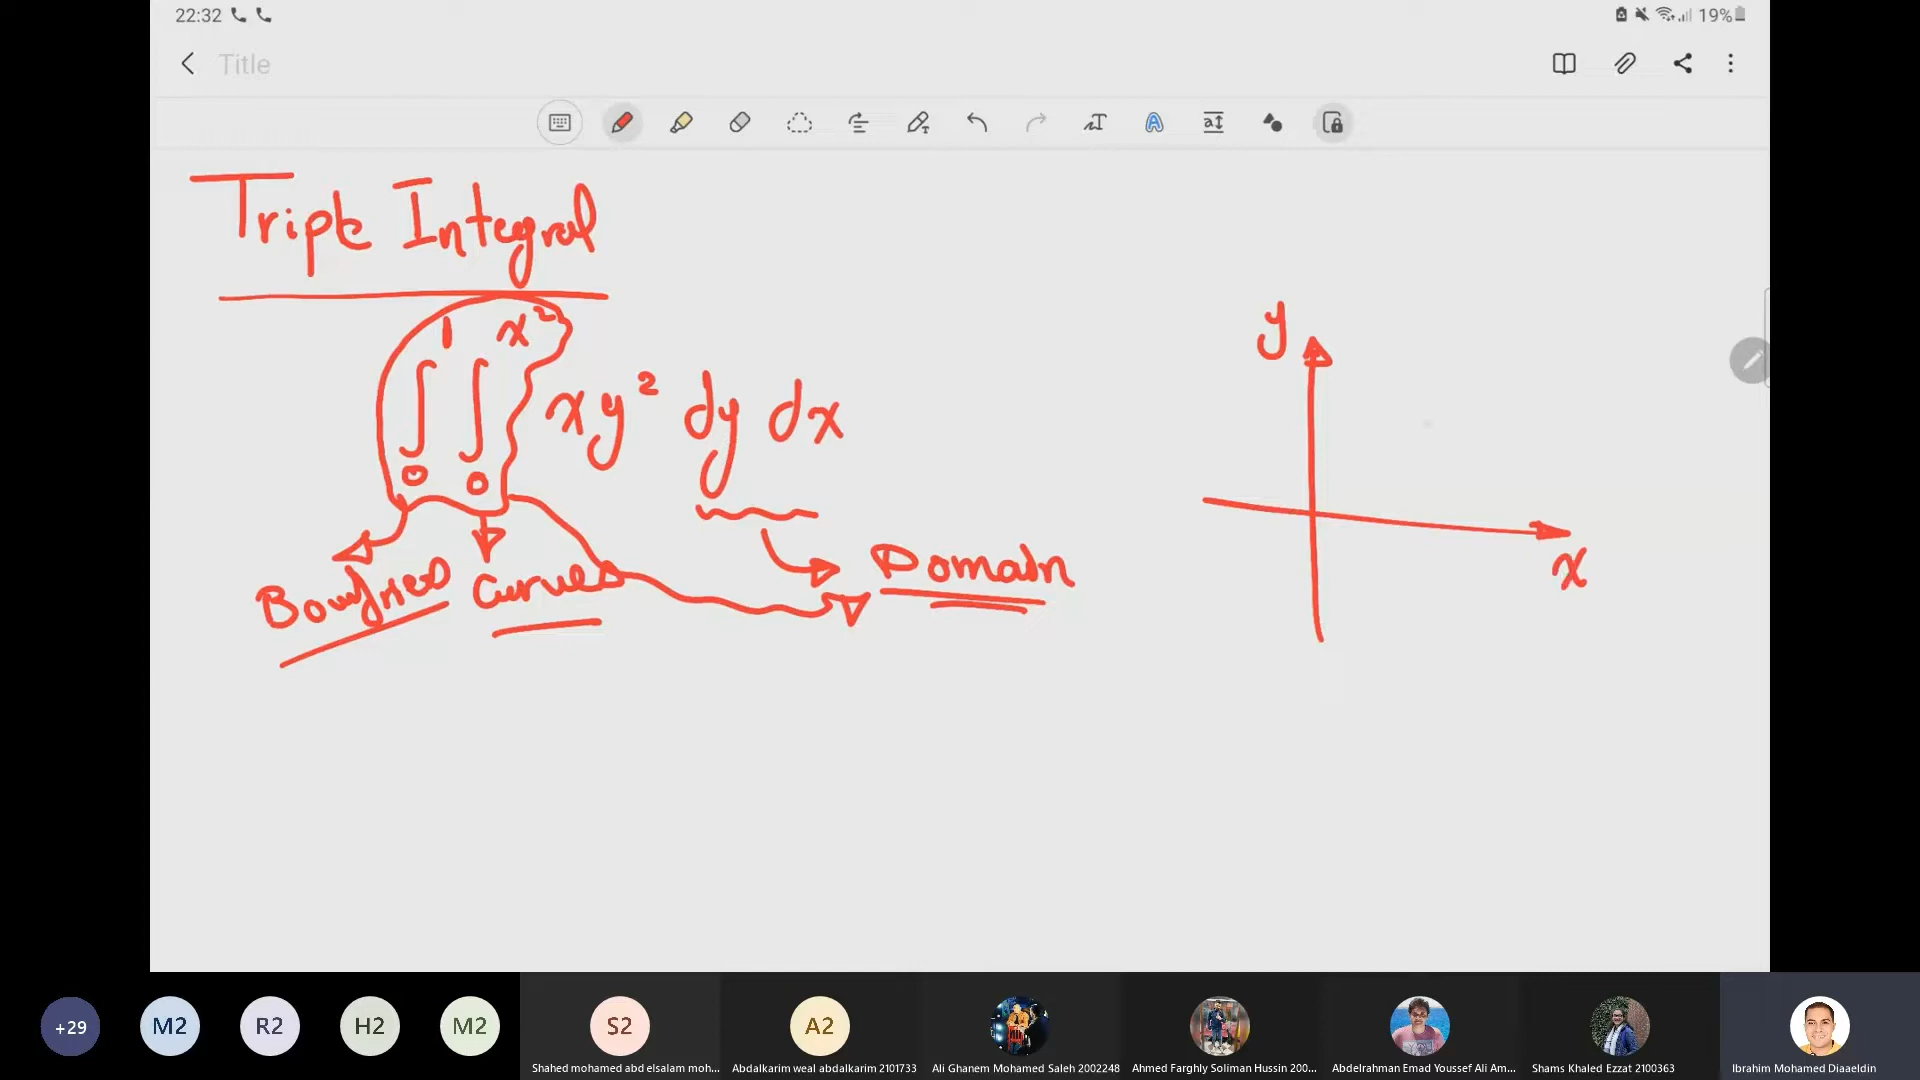 22:32
19%
Title
Triple Integral
1 x²
∫ ∫ xy² dy dx
0 0
y
x
Curves
Domain
+29
M2
R2
H2
M2
S2
A2
Shahed mohamed abd elsalam moh...
Abdalkarim weal abdalkarim 2101733
Ali Ghanem Mohamed Saleh 2002248
Ahmed Farghly Soliman Hussin 200...
Abdelrahman Emad Youssef Ali Am...
Shams Khaled Ezzat 2100363
Ibrahim Mohamed Diaaeldin